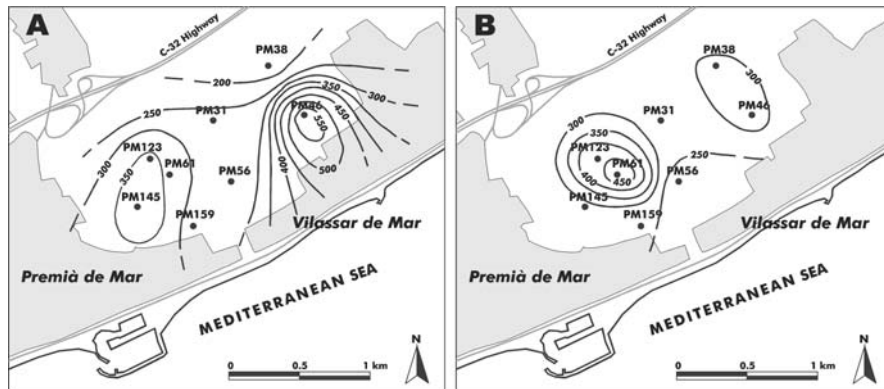 A
C-32 Highway
PM38
200
350
300
250
PM46
450
550
PM31
PM123
300
PM61
350
PM56
400
500
PM145
PM159
Vilassar de Mar
Premià de Mar
MEDITERRANEAN SEA
N
0 0.5 1 km
B
C-32 Highway
PM38
300
PM46
PM31
300
350
PM123
250
PM61
450
PM56
400
PM145
PM159
Vilassar de Mar
Premià de Mar
MEDITERRANEAN SEA
N
0 0.5 1 km